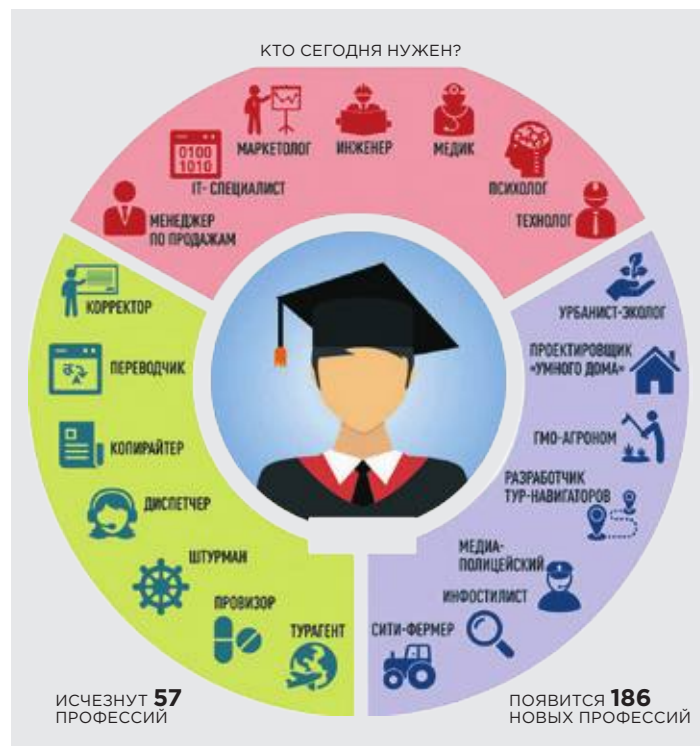 КТО СЕГОДНЯ НУЖЕН?
0100
1010
МЕНЕДЖЕР
ПО ПРОДАЖАМ
IT- СПЕЦИАЛИСТ
МАРКЕТОЛОГ
ИНЖЕНЕР
МЕДИК
ПСИХОЛОГ
ТЕХНОЛОГ
КОРРЕКТОР
ПЕРЕВОДЧИК
КОПИРАЙТЕР
ДИСПЕТЧЕР
ШТУРМАН
ПРОВИЗОР
ТУРАГЕНТ
УРБАНИСТ-ЭКОЛОГ
ПРОЕКТИРОВЩИК
«УМНОГО ДОМА»
ГМО-АГРОНОМ
РАЗРАБОТЧИК
ТУР-НАВИГАТОРОВ
МЕДИА-
ПОЛИЦЕЙСКИЙ
ИНФОСТИЛИСТ
СИТИ-ФЕРМЕР
ИСЧЕЗНУТ 57
ПРОФЕССИЙ
ПОЯВИТСЯ 186
НОВЫХ ПРОФЕССИЙ